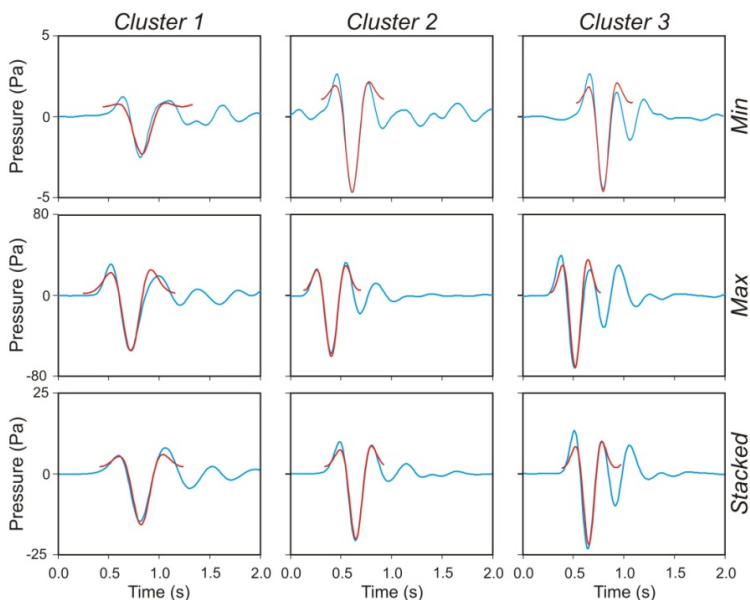 Cluster 1 Cluster 2 Cluster 3
5
Pressure (Pa)
0
-5
Min
80
Pressure (Pa)
0
-80
Max
25
Pressure (Pa)
0
-25
Stacked
0.0 0.5 1.0 1.5 2.0 0.0 0.5 1.0 1.5 2.0 0.0 0.5 1.0 1.5 2.0
Time (s) Time (s) Time (s)